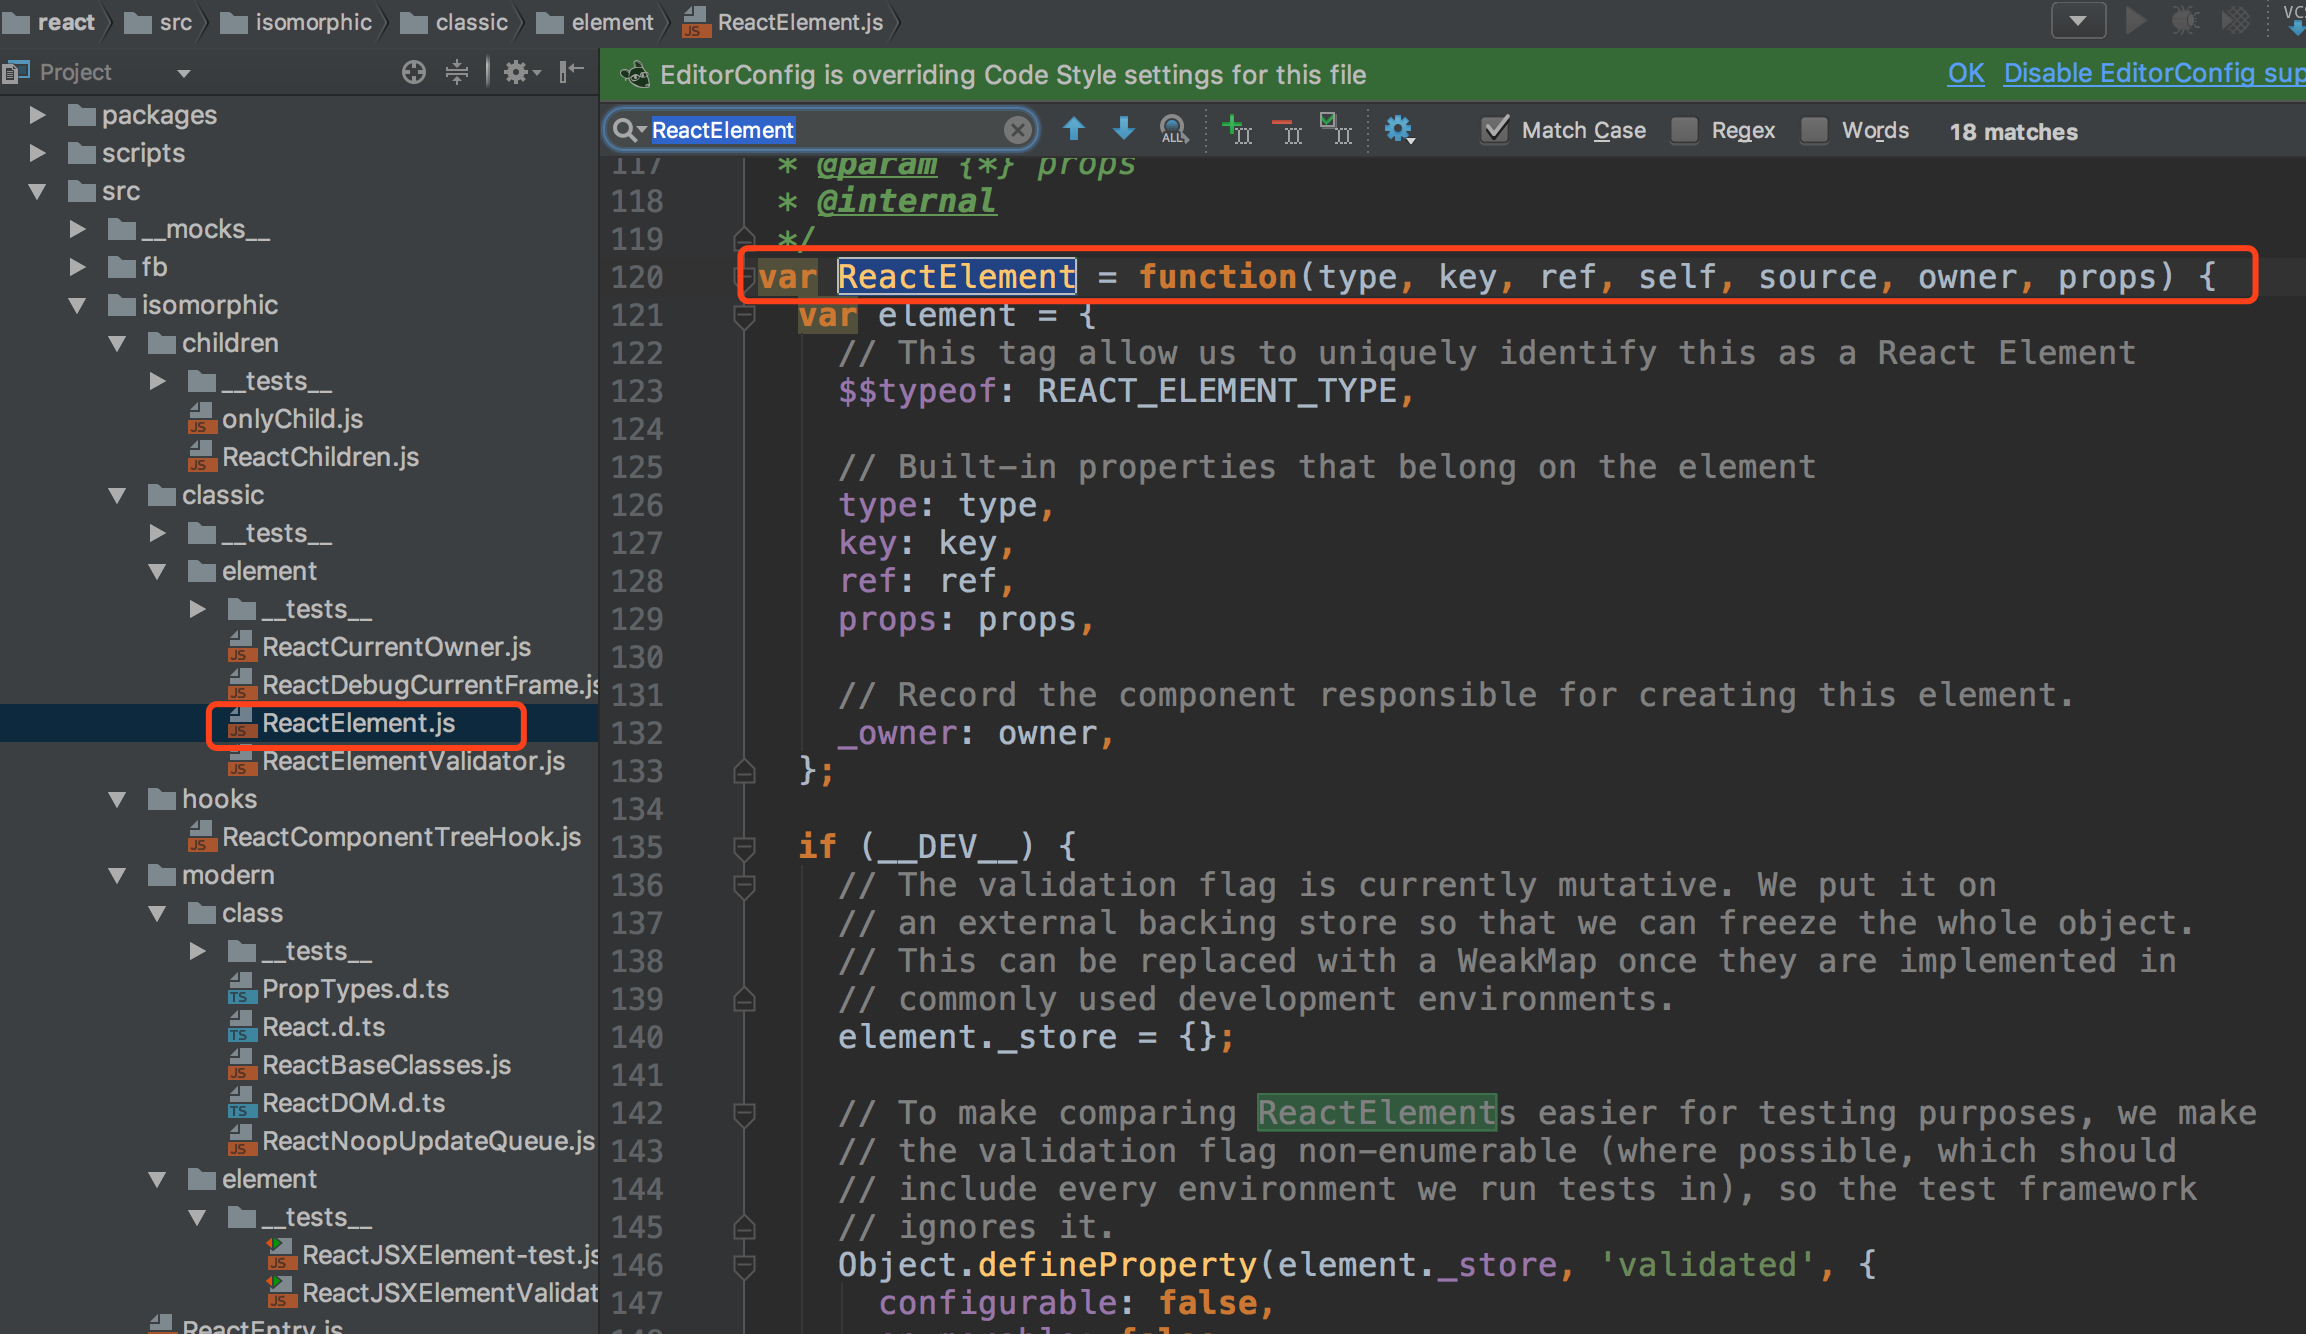 react src isomorphic classic element ReactElement.js
VCS
Project
packages
scripts
src
__mocks__
fb
isomorphic
children
__tests__
onlyChild.js
ReactChildren.js
classic
__tests__
element
__tests__
ReactCurrentOwner.js
ReactDebugCurrentFrame.js
ReactElement.js
ReactElementValidator.js
hooks
ReactComponentTreeHook.js
modern
class
__tests__
PropTypes.d.ts
React.d.ts
ReactBaseClasses.js
ReactDOM.d.ts
ReactNoopUpdateQueue.js
element
__tests__
ReactJSXElement-test.js
ReactJSXElementValidat
ReactEntry.js
EditorConfig is overriding Code Style settings for this file OK Disable EditorConfig sup
ReactElement ALL Match Case Regex Words 18 matches
117 * @param {*} props
118 * @internal
119 */
120 var ReactElement = function(type, key, ref, self, source, owner, props) {
121 var element = {
122 // This tag allow us to uniquely identify this as a React Element
123 $$typeof: REACT_ELEMENT_TYPE,
124
125 // Built-in properties that belong on the element
126 type: type,
127 key: key,
128 ref: ref,
129 props: props,
130
131 // Record the component responsible for creating this element.
132 _owner: owner,
133 };
134
135 if (__DEV__) {
136 // The validation flag is currently mutative. We put it on
137 // an external backing store so that we can freeze the whole object.
138 // This can be replaced with a WeakMap once they are implemented in
139 // commonly used development environments.
140 element._store = {};
141
142 // To make comparing ReactElements easier for testing purposes, we make
143 // the validation flag non-enumerable (where possible, which should
144 // include every environment we run tests in), so the test framework
145 // ignores it.
146 Object.defineProperty(element._store, 'validated', {
147 configurable: false,